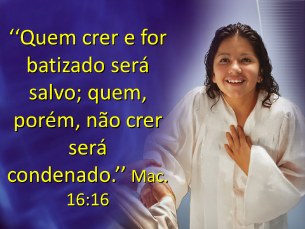 ‘‘Quem crer e for
batizado será
salvo; quem,
porém, não crer
será
condenado.’’ Mac.
16:16